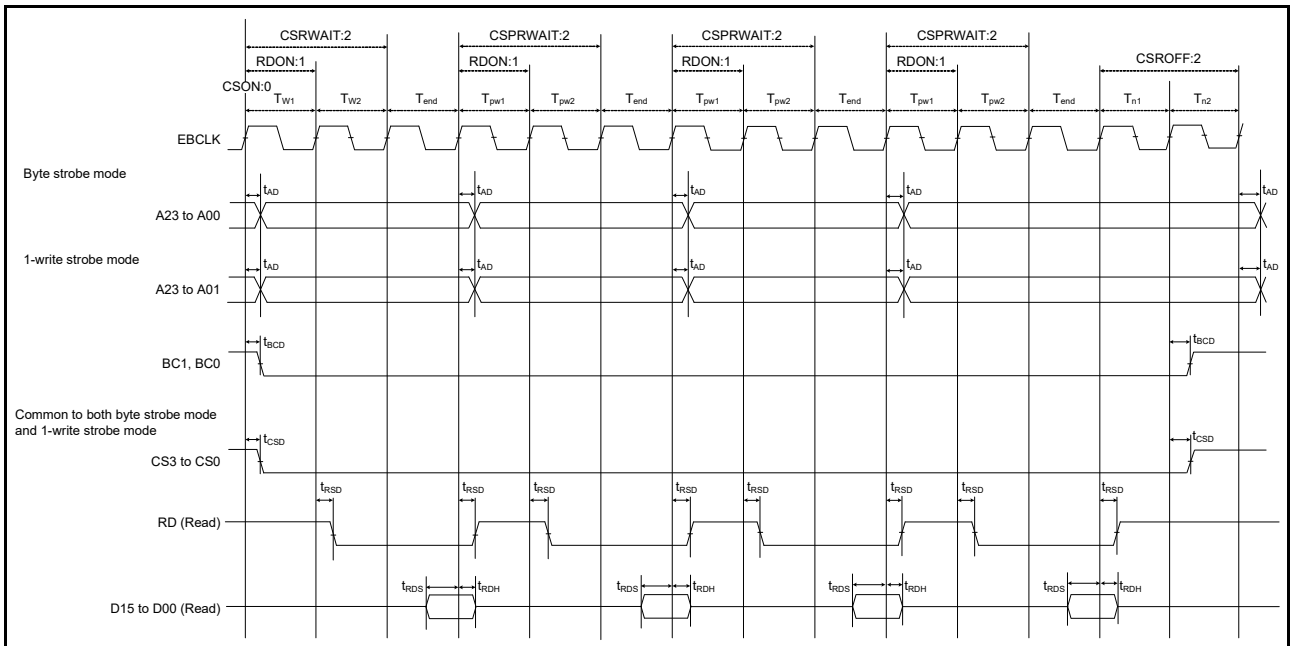 CSRWAIT:2 CSPRWAIT:2 CSPRWAIT:2 CSPRWAIT:2
RDON:1 RDON:1 RDON:1 RDON:1 CSROFF:2
CSON:0
TW1 TW2 Tend Tpw1 Tpw2 Tend Tpw1 Tpw2 Tend Tpw1 Tpw2 Tend Tn1 Tn2
EBCLK
Byte strobe mode
tAD tAD tAD tAD tAD
A23 to A00
1-write strobe mode
tAD tAD tAD tAD tAD
A23 to A01
tBCD tBCD
BC1, BC0
Common to both byte strobe mode
and 1-write strobe mode
tCSD tCSD
CS3 to CS0
tRSD tRSD tRSD tRSD tRSD tRSD tRSD tRSD
RD (Read)
tRDS tRDH tRDS tRDH tRDS tRDH tRDS tRDH
D15 to D00 (Read)